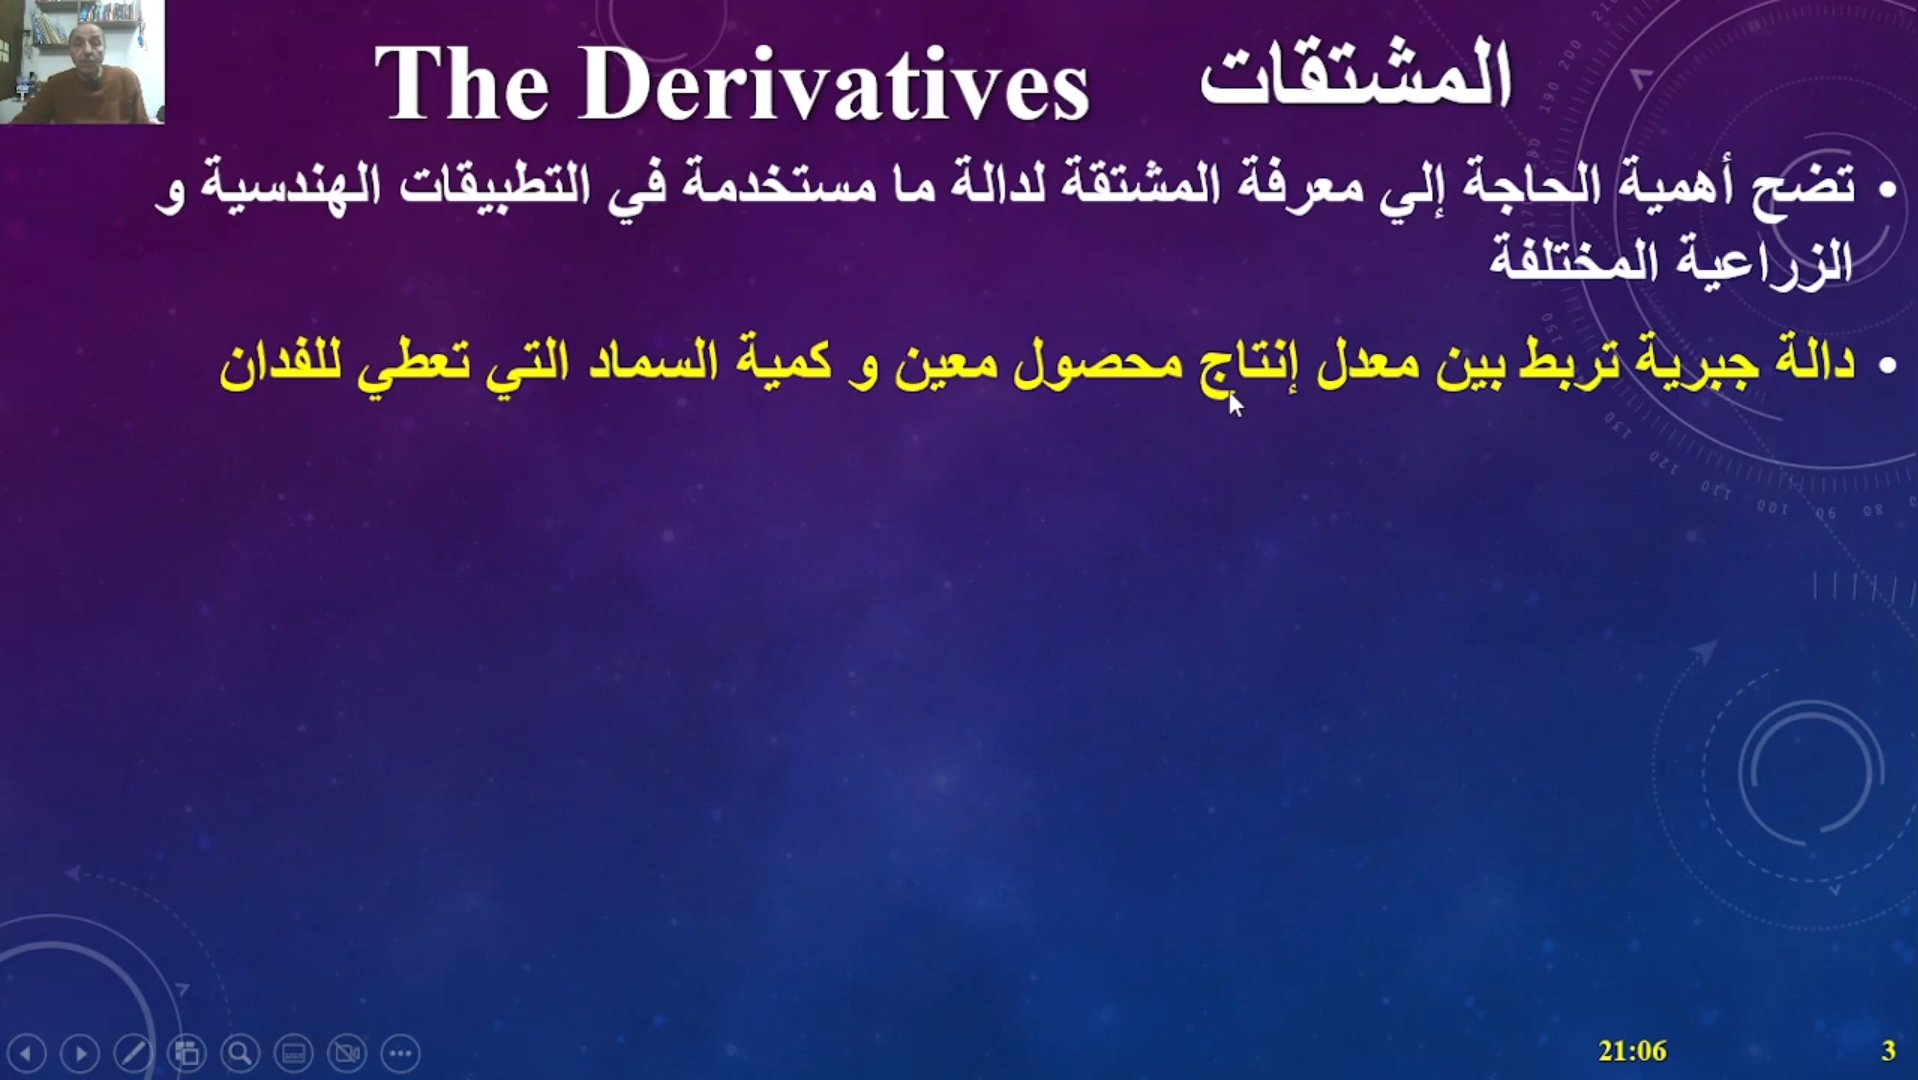 The Derivatives المشتقات
• تضح أهمية الحاجة إلي معرفة المشتقة لدالة ما مستخدمة في التطبيقات الهندسية و
الزراعية المختلفة
• دالة جبرية تربط بين معدل إنتاج محصول معين و كمية السماد التي تعطي للفدان
21:06
3